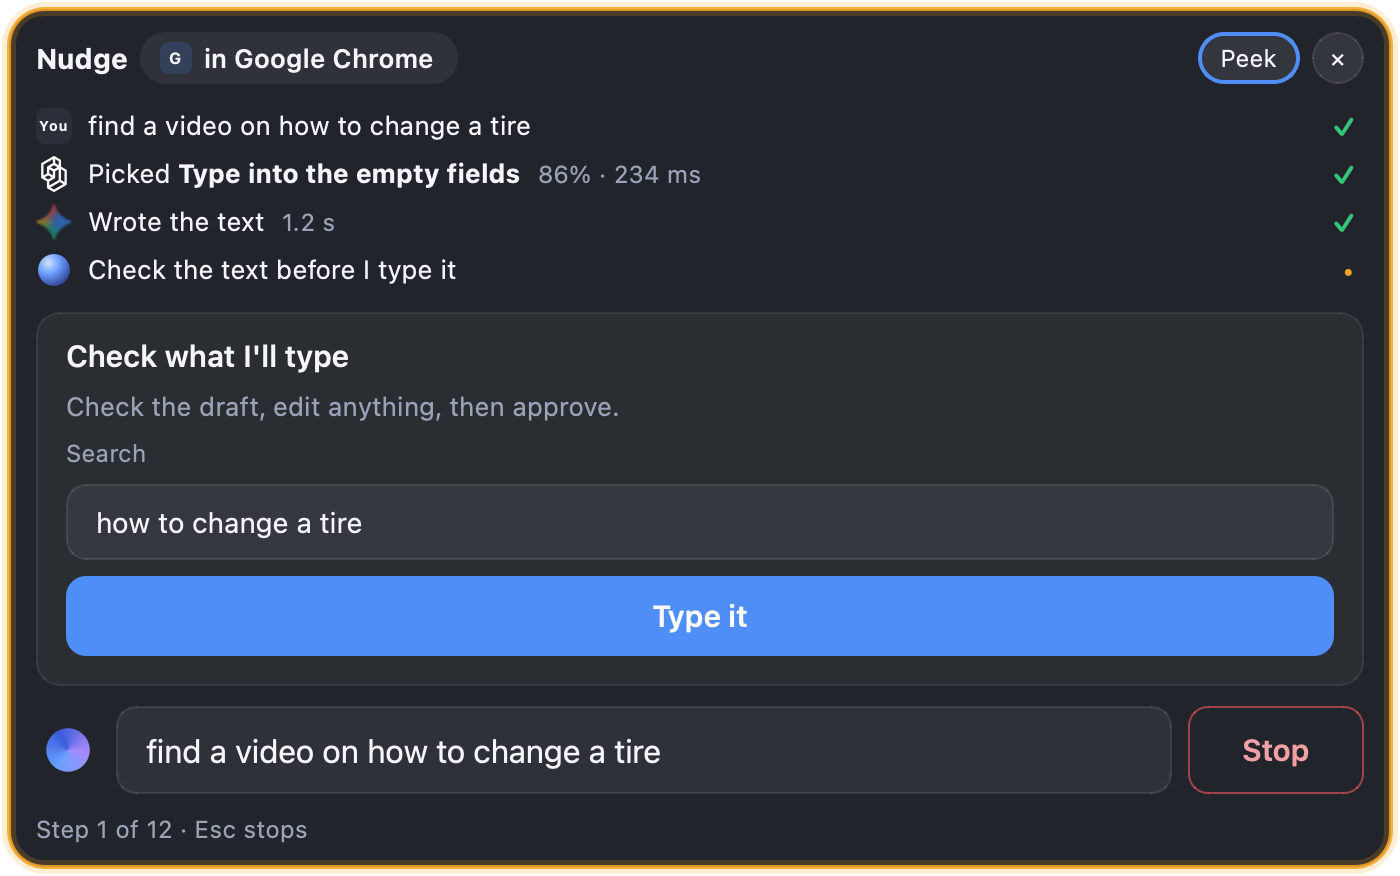 Nudge G in Google Chrome Peek ×
You find a video on how to change a tire
Picked Type into the empty fields 86% · 234 ms
Wrote the text 1.2 s
Check the text before I type it
Check what I'll type
Check the draft, edit anything, then approve.
Search
how to change a tire
Type it
find a video on how to change a tire Stop
Step 1 of 12 · Esc stops